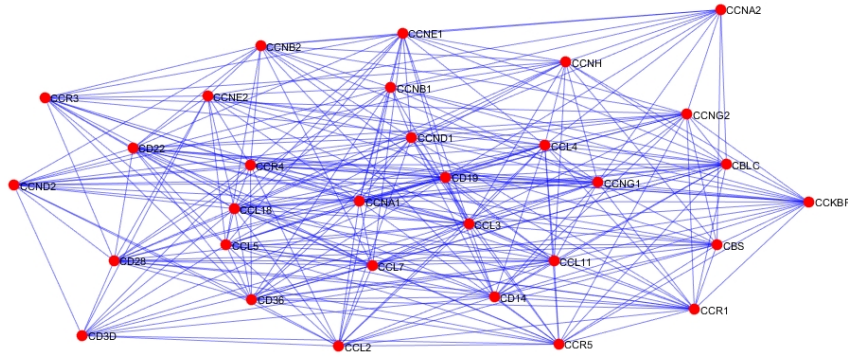 CCNA2
CCNE1
CCNB2
CCNH
CCNB1
CCNE2
CCR3
CCNG2
CCND1
CCL4
CD22
CCR4
CBLC
CD19
CCNG1
CCND2
CCNA1
CCKBR
CCL18
CCL3
CCL5
CBS
CD28
CCL7
CCL11
CD14
CD36
CCR1
CD3D
CCL2
CCR5